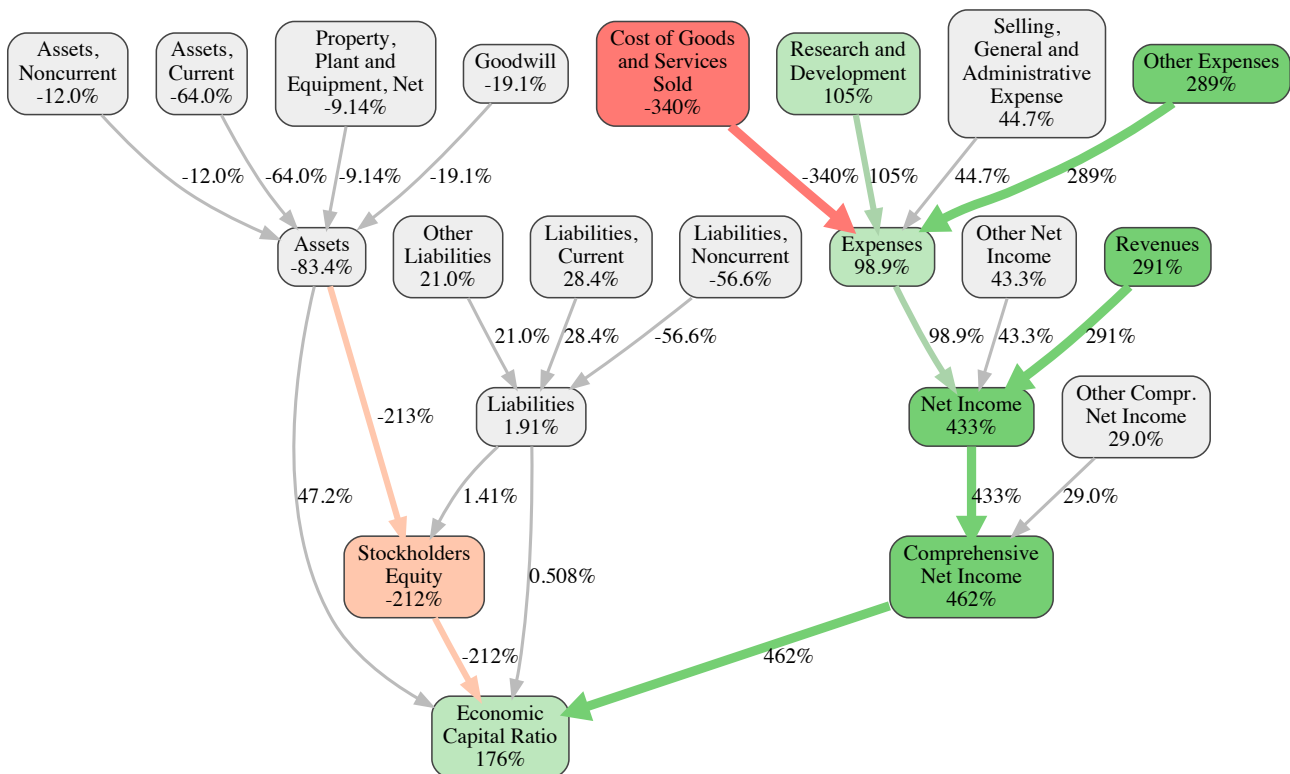 Assets,
Noncurrent
-12.0%
Assets,
Current
-64.0%
Property,
Plant and
Equipment, Net
-9.14%
Goodwill
-19.1%
Cost of Goods
and Services
Sold
-340%
Research and
Development
105%
Selling,
General and
Administrative
Expense
44.7%
Other Expenses
289%
-12.0%
-64.0%
-9.14%
-19.1%
-340%
105%
44.7%
289%
Assets
-83.4%
Other
Liabilities
21.0%
Liabilities,
Current
28.4%
Liabilities,
Noncurrent
-56.6%
Expenses
98.9%
Other Net
Income
43.3%
Revenues
291%
21.0%
28.4%
-56.6%
98.9%
43.3%
291%
-213%
Liabilities
1.91%
Net Income
433%
Other Compr.
Net Income
29.0%
47.2%
1.41%
433%
29.0%
Stockholders
Equity
-212%
0.508%
Comprehensive
Net Income
462%
-212%
462%
Economic
Capital Ratio
176%